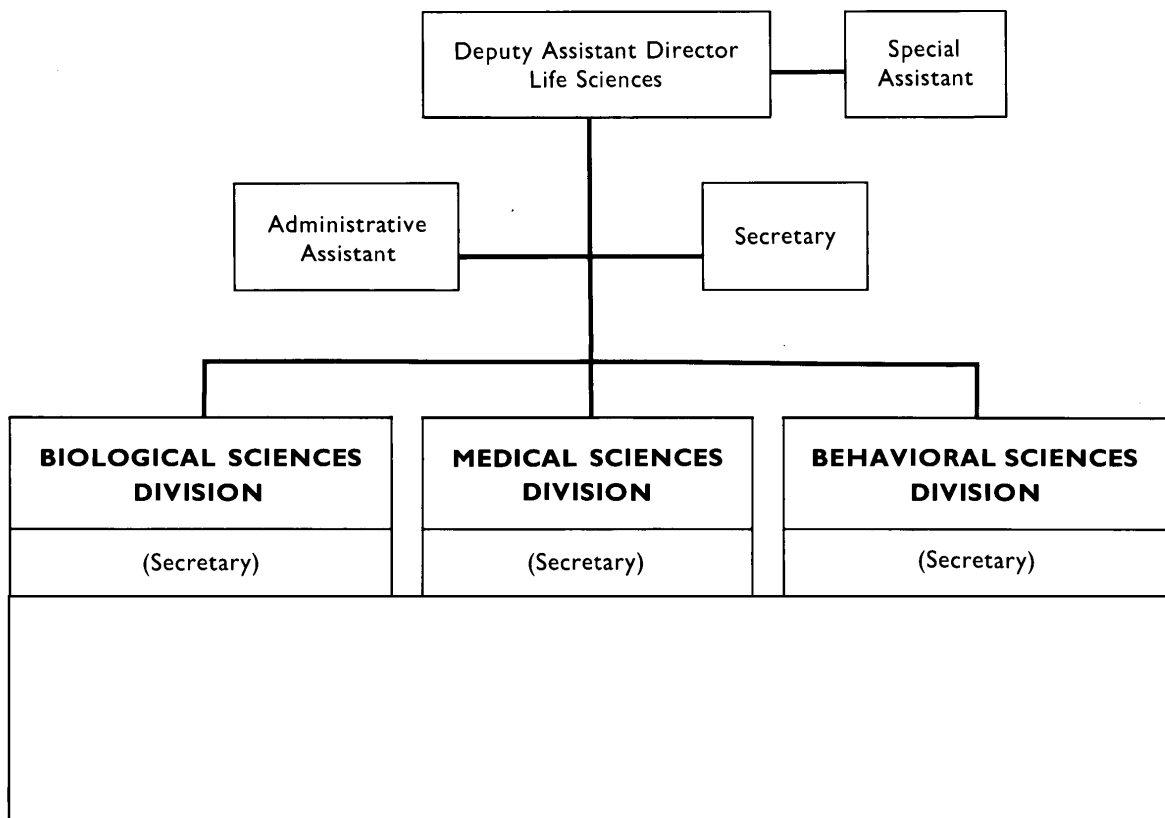 Deputy Assistant Director
Life Sciences
Special
Assistant
Administrative
Assistant
Secretary
BIOLOGICAL SCIENCES
DIVISION
(Secretary)
MEDICAL SCIENCES
DIVISION
(Secretary)
BEHAVIORAL SCIENCES
DIVISION
(Secretary)